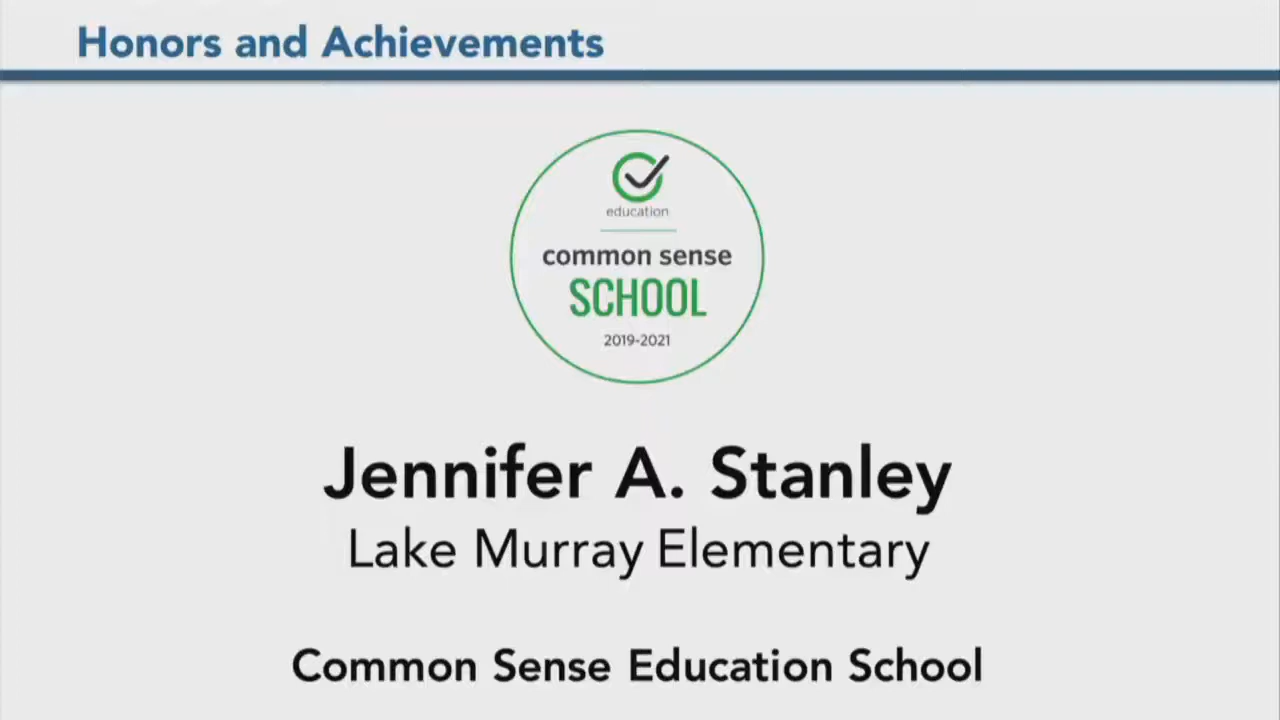 Honors and Achievements
education
common sense
SCHOOL
2019-2021
Jennifer A. Stanley
Lake Murray Elementary
Common Sense Education School